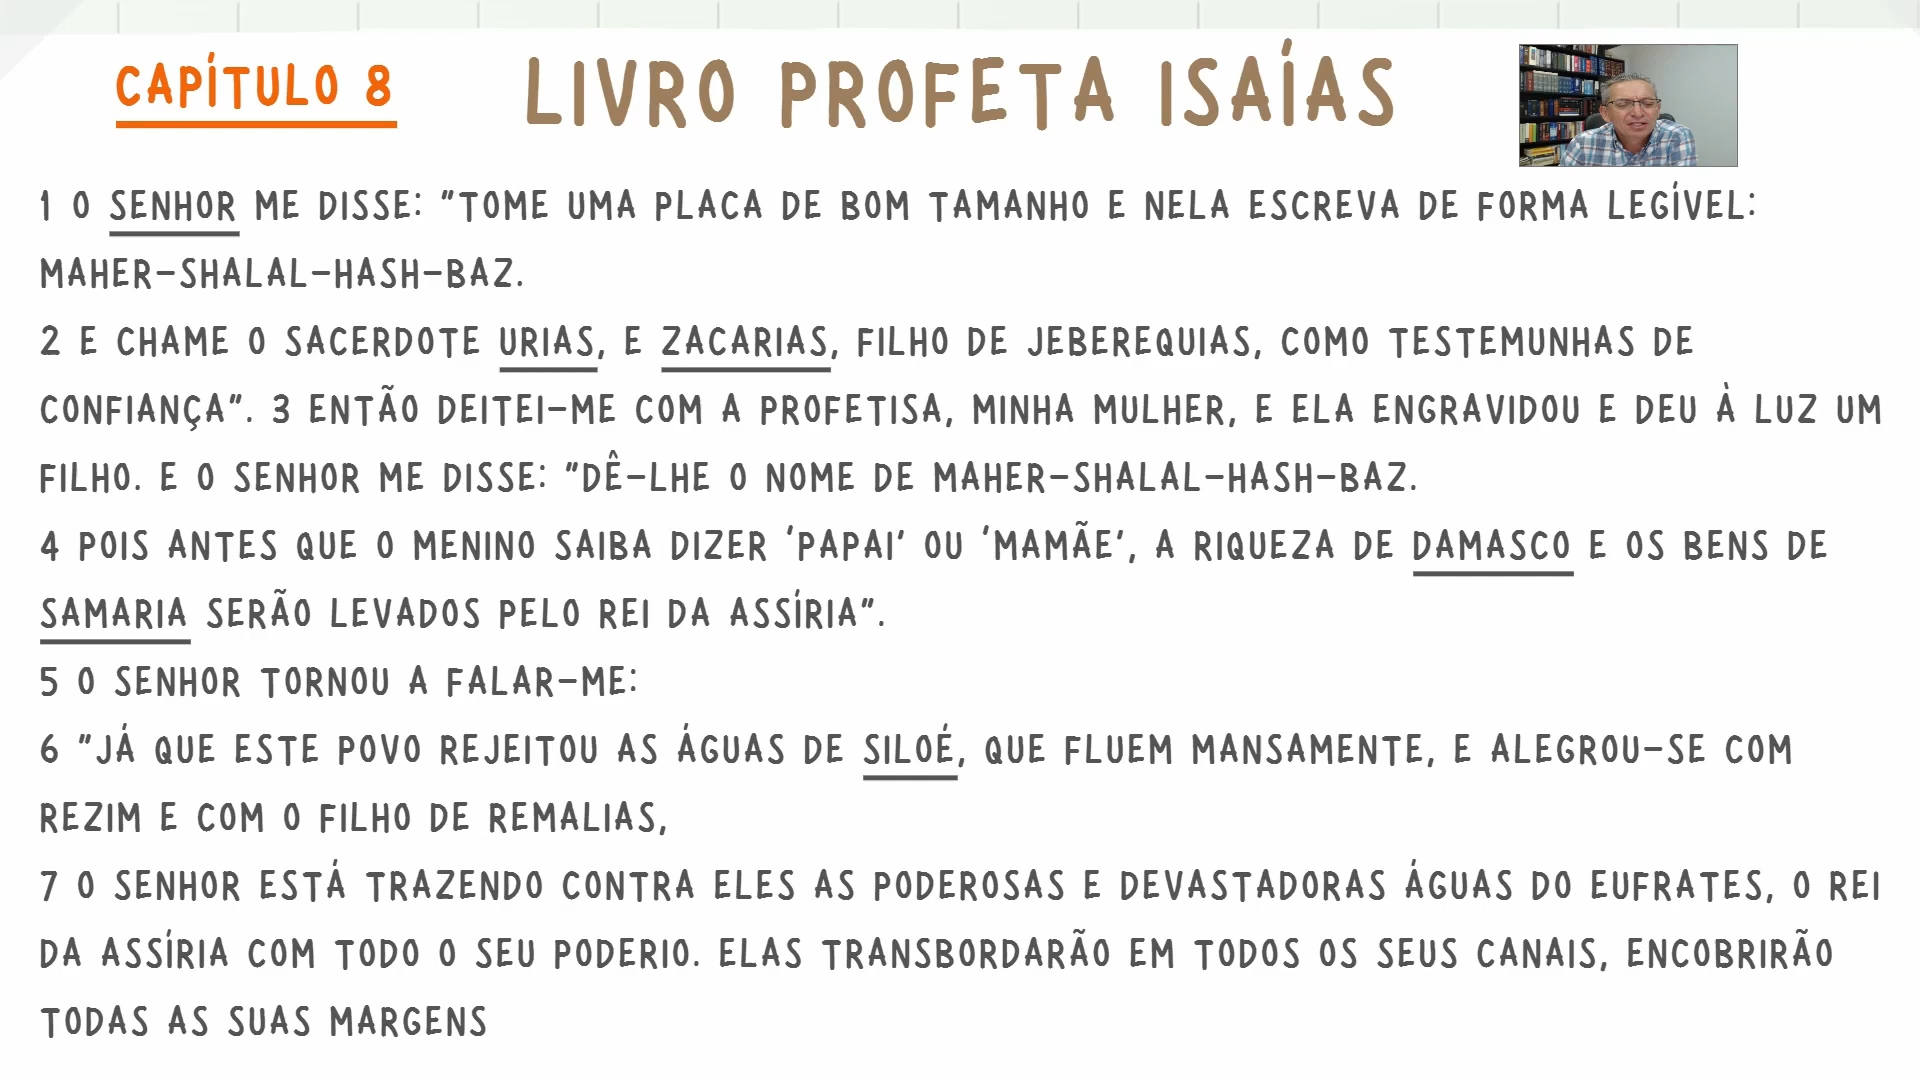 CAPÍTULO 8
LIVRO PROFETA ISAÍAS
1 O SENHOR ME DISSE: "TOME UMA PLACA DE BOM TAMANHO E NELA ESCREVA DE FORMA LEGÍVEL:
MAHER-SHALAL-HASH-BAZ.
2 E CHAME O SACERDOTE URIAS, E ZACARIAS, FILHO DE JEBEREQUIAS, COMO TESTEMUNHAS DE
CONFIANÇA". 3 ENTÃO DEITEI-ME COM A PROFETISA, MINHA MULHER, E ELA ENGRAVIDOU E DEU À LUZ UM
FILHO. E O SENHOR ME DISSE: "DÊ-LHE O NOME DE MAHER-SHALAL-HASH-BAZ.
4 POIS ANTES QUE O MENINO SAIBA DIZER 'PAPAI' OU 'MAMÃE', A RIQUEZA DE DAMASCO E OS BENS DE
SAMARIA SERÃO LEVADOS PELO REI DA ASSÍRIA".
5 O SENHOR TORNOU A FALAR-ME:
6 "JÁ QUE ESTE POVO REJEITOU AS ÁGUAS DE SILOÉ, QUE FLUEM MANSAMENTE, E ALEGROU-SE COM
REZIM E COM O FILHO DE REMALIAS,
7 O SENHOR ESTÁ TRAZENDO CONTRA ELES AS PODEROSAS E DEVASTADORAS ÁGUAS DO EUFRATES, O REI
DA ASSÍRIA COM TODO O SEU PODERIO. ELAS TRANSBORDARÃO EM TODOS OS SEUS CANAIS, ENCOBRIRÃO
TODAS AS SUAS MARGENS